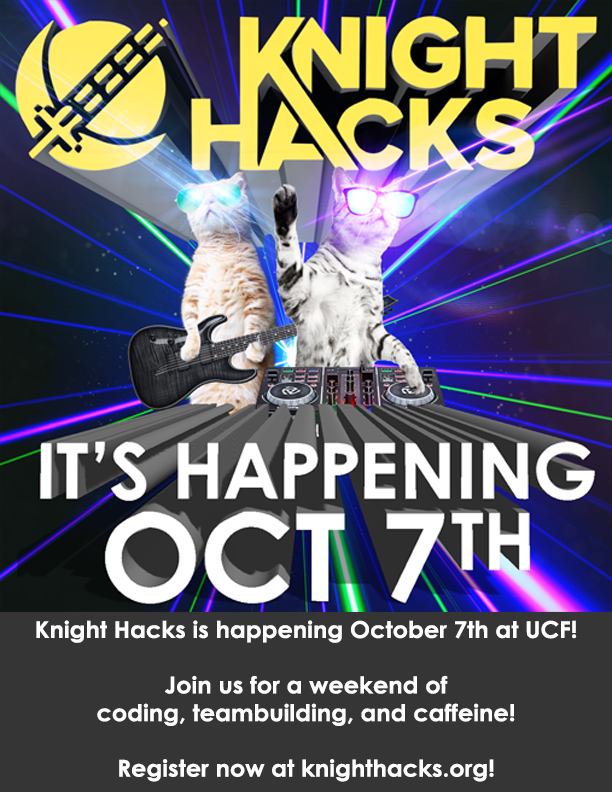 KNIGHT
HACKS
IT'S HAPPENING
OCT 7TH
Knight Hacks is happening October 7th at UCF!
Join us for a weekend of
coding, teambuilding, and caffeine!
Register now at knighthacks.org!